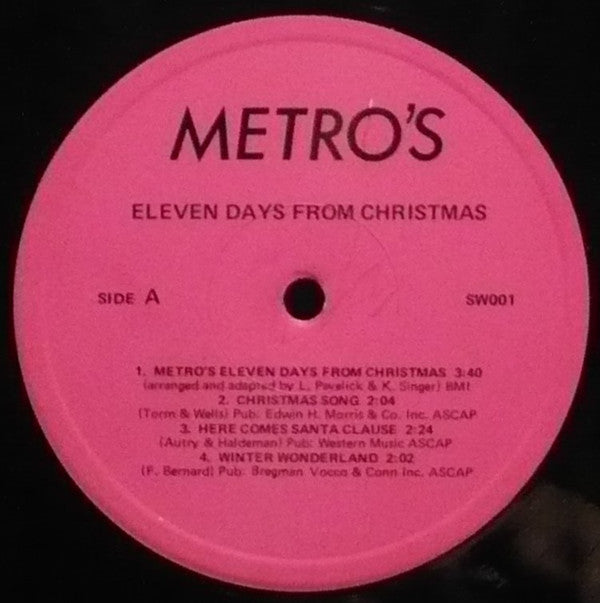 METRO'S
ELEVEN DAYS FROM CHRISTMAS
SIDE A
SW001
1. METRO'S ELEVEN DAYS FROM CHRISTMAS 3:40
(arranged and adapted by L. Pavelick & K. Singer) BMI
2. CHRISTMAS SONG 2:04
(Torm & Wells) Pub: Edwin H. Morris & Co. Inc. ASCAP
3. HERE COMES SANTA CLAUSE 2:24
(Autry & Haldeman) Pub: Western Music ASCAP
4. WINTER WONDERLAND 2:02
(F. Bernard) Pub: Bregman Vocco & Conn Inc. ASCAP